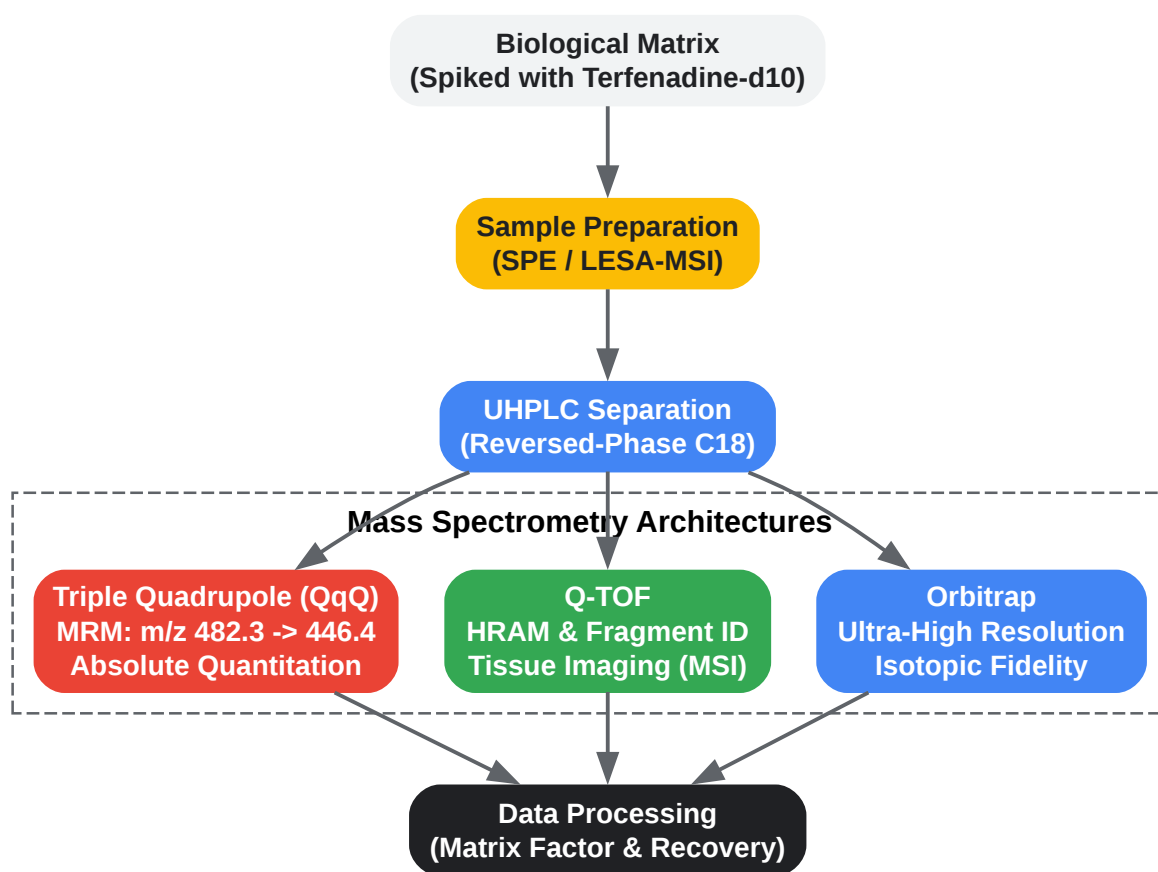 Biological Matrix
(Spiked with Terfenadine-d10)
Sample Preparation
(SPE / LESA-MSI)
UHPLC Separation
(Reversed-Phase C18)
Mass Spectrometry Architectures
Triple Quadrupole (QqQ)
MRM: m/z 482.3 -> 446.4
Absolute Quantitation
Q-TOF
HRAM & Fragment ID
Tissue Imaging (MSI)
Orbitrap
Ultra-High Resolution
Isotopic Fidelity
Data Processing
(Matrix Factor & Recovery)